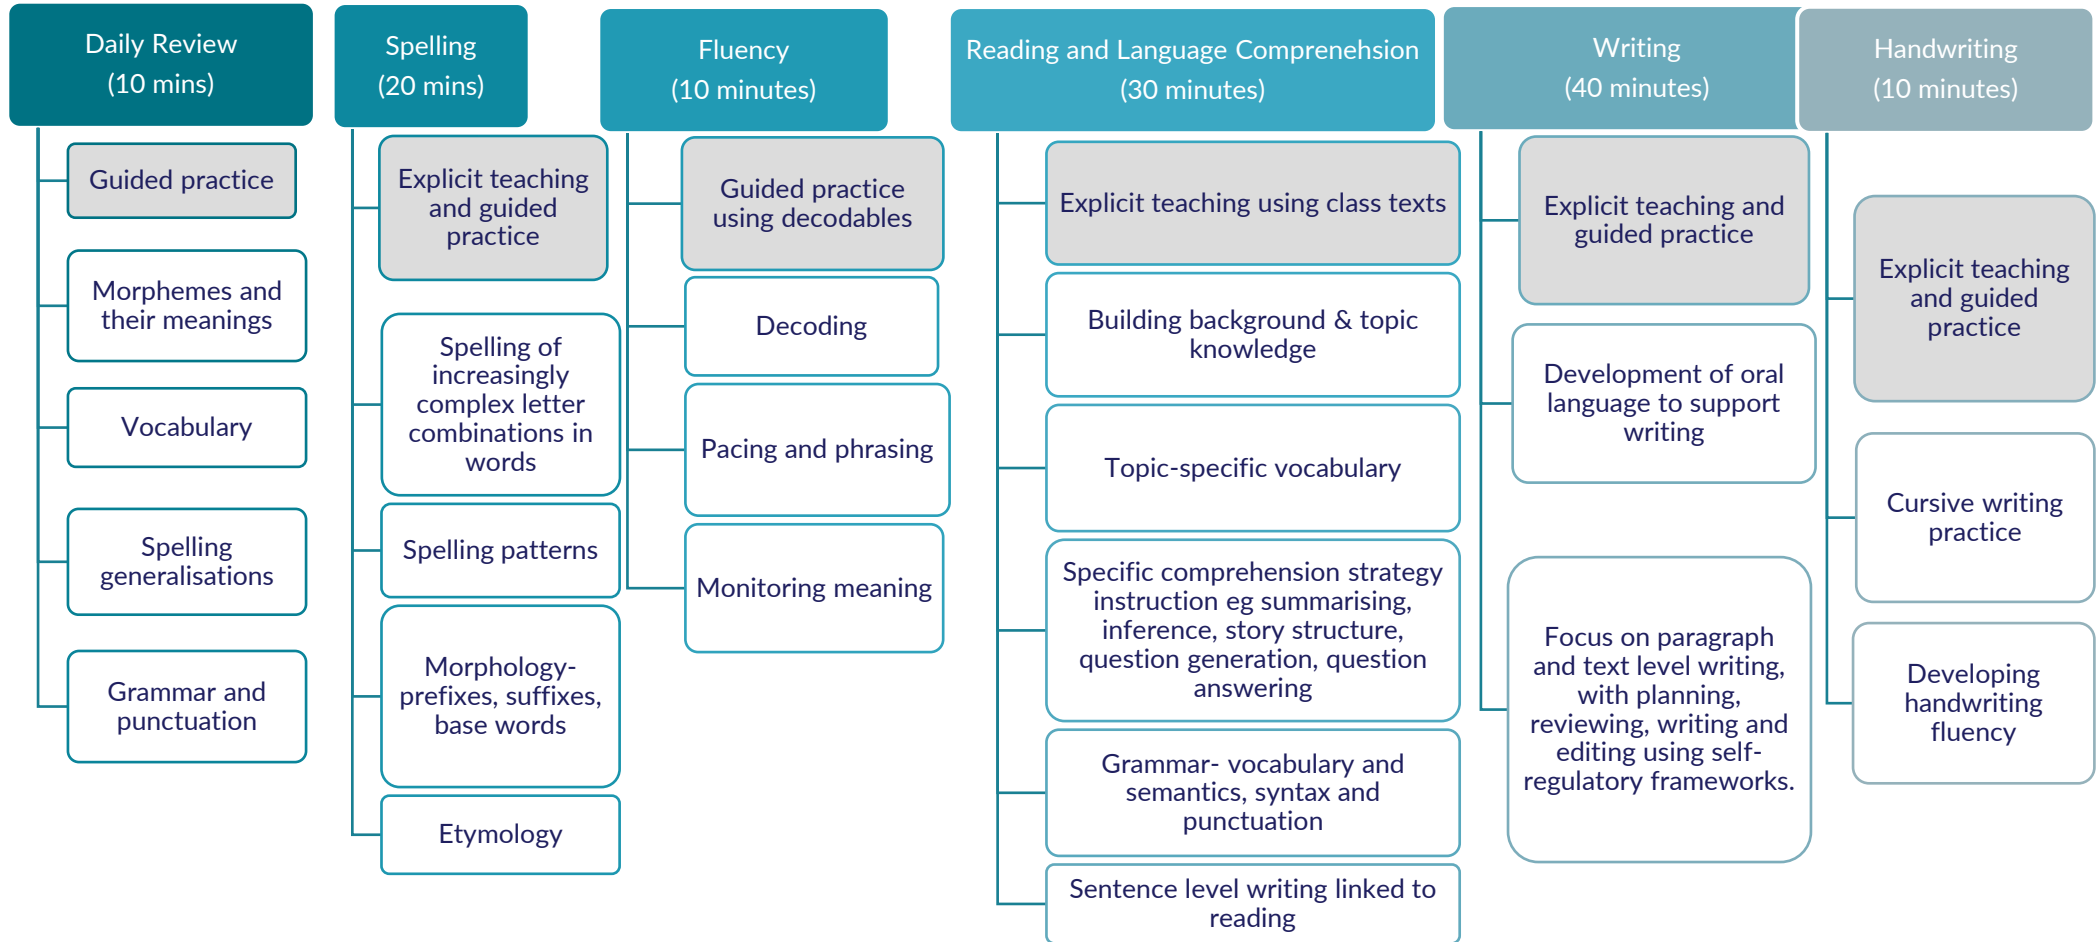 Daily Review
(10 mins)
Guided practice
Morphemes and
their meanings
Vocabulary
Spelling
generalisations
Grammar and
punctuation
Spelling
(20 mins)
Explicit teaching
and guided
practice
Spelling of
increasingly
complex letter
combinations in
words
Spelling patterns
Morphology-
prefixes, suffixes,
base words
Etymology
Fluency
(10 minutes)
Guided practice
using decodables
Decoding
Pacing and phrasing
Monitoring meaning
Reading and Language Comprenehsion
(30 minutes)
Explicit teaching using class texts
Building background & topic
knowledge
Topic-specific vocabulary
Specific comprehension strategy
instruction eg summarising,
inference, story structure,
question generation, question
answering
Grammar- vocabulary and
semantics, syntax and
punctuation
Sentence level writing linked to
reading
Writing
(40 minutes)
Explicit teaching and
guided practice
Development of oral
language to support
writing
Focus on paragraph
and text level writing,
with planning,
reviewing, writing and
editing using self-
regulatory frameworks.
Handwriting
(10 minutes)
Explicit teaching
and guided
practice
Cursive writing
practice
Developing
handwriting
fluency